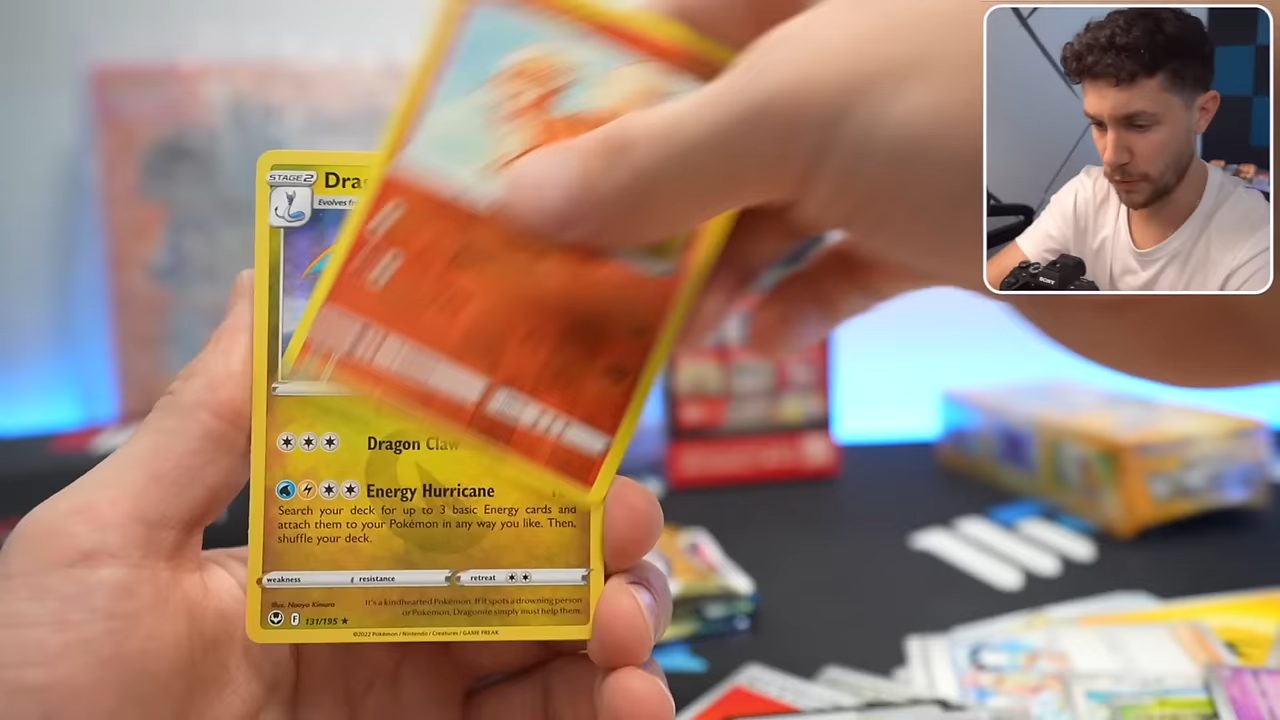 STAGE2
Dra
Evolves fr
Dragon Claw
Energy Hurricane
Search your deck for up to 3 basic Energy cards and
attach them to your Pokémon in any way you like. Then,
shuffle your deck.
weakness resistance retreat
Illus. Naoyo Kimura
It's a kindhearted Pokémon. If it spots a drowning person
or Pokémon, Dragonite simply must help them.
F 131/195 ★
©2022 Pokémon / Nintendo / Creatures / GAME FREAK
SONY